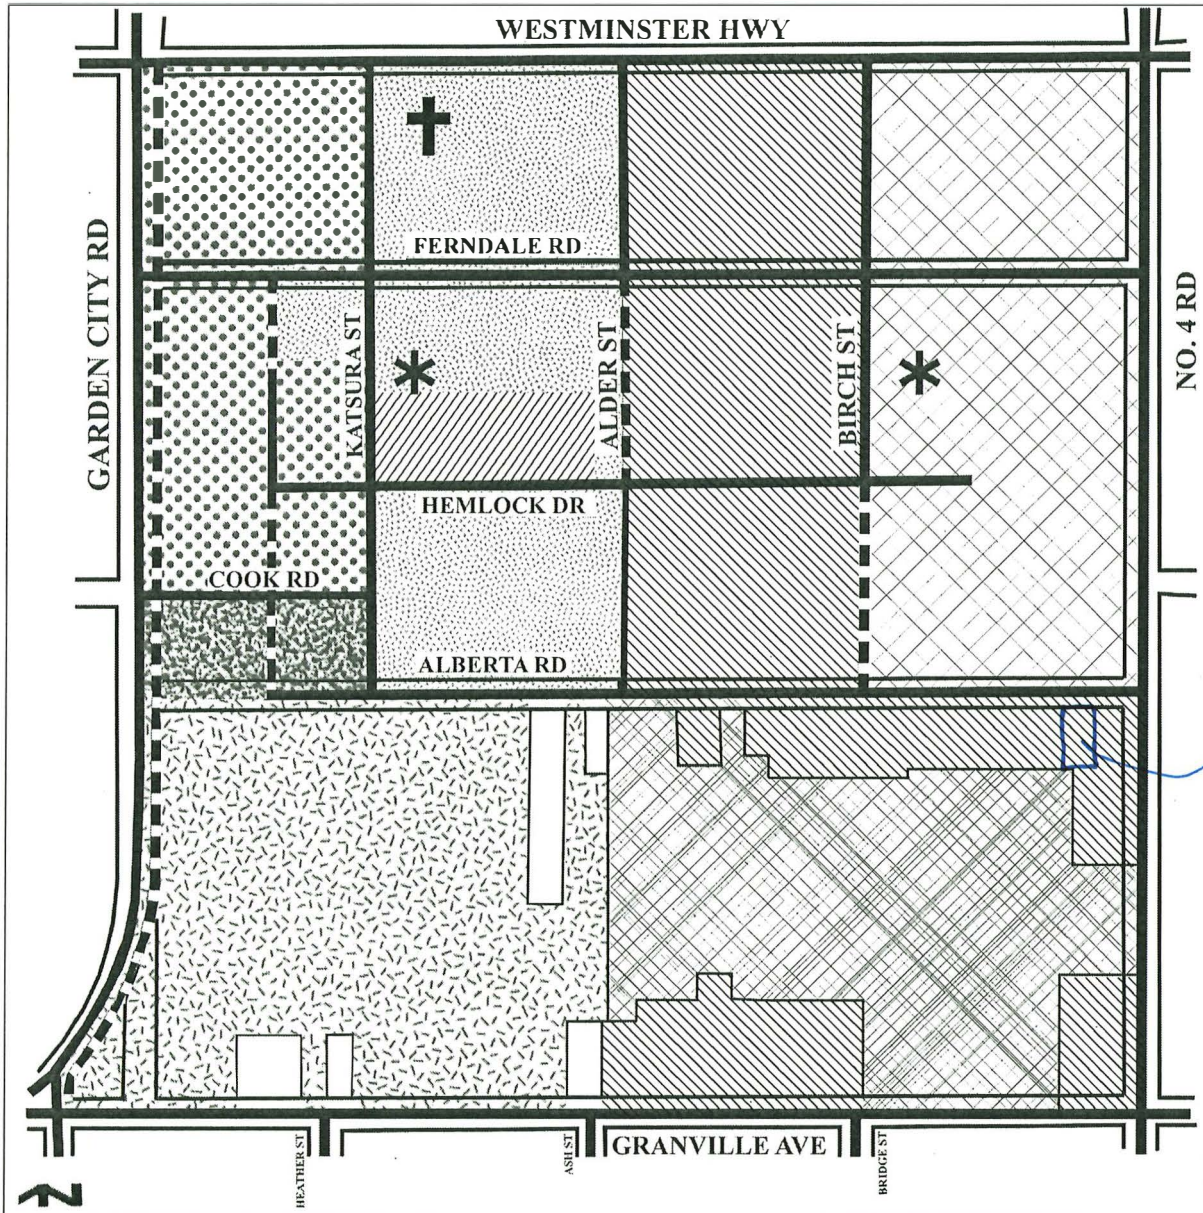 WESTMINSTER HWY
FERNDALE RD
GARDEN CITY RD
KATSURA ST
ALDER ST
BIRCH ST
NO. 4 RD
HEMLOCK DR
COOK RD
ALBERTA RD
HEATHER ST
ASH ST
GRANVILLE AVE
BRIDGE ST
N